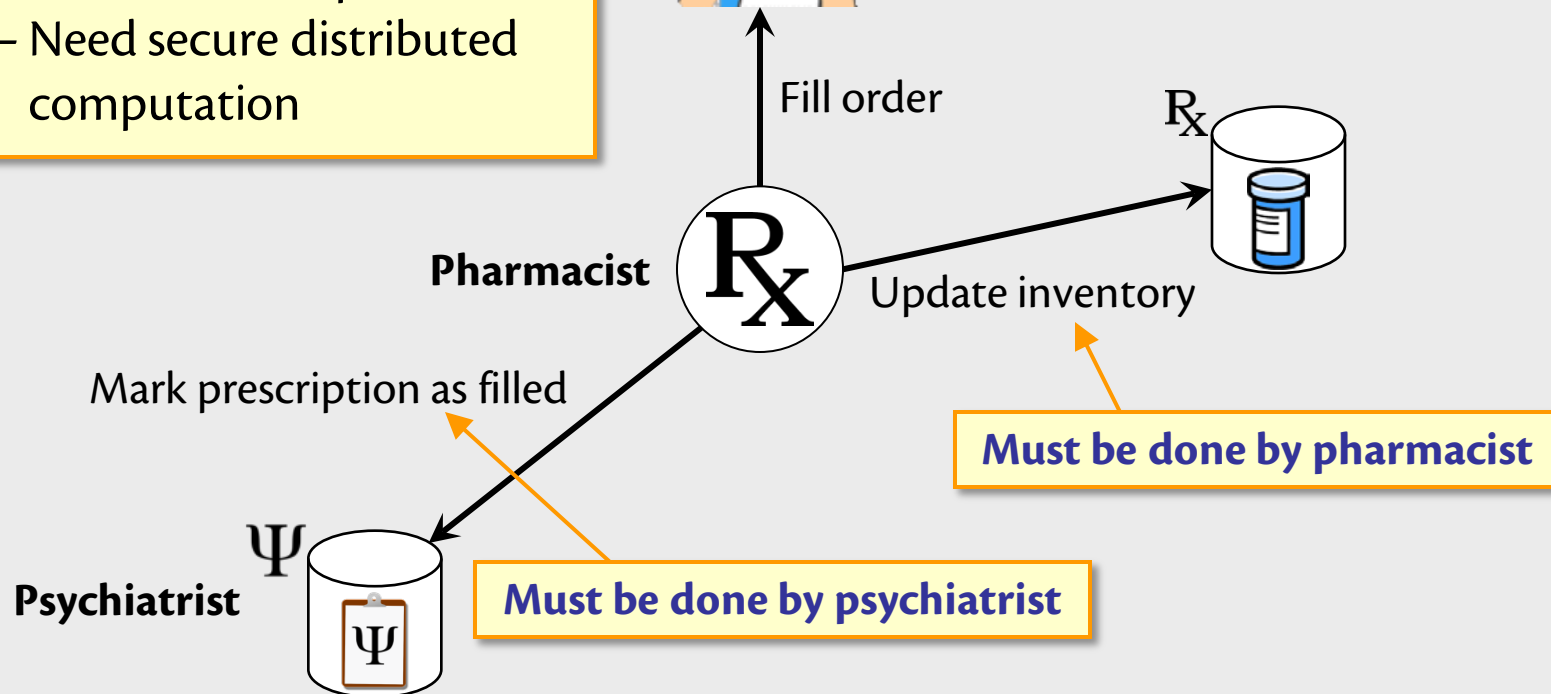 – Need secure distributed
computation
Fill order
Rx
Pharmacist
Rx
Update inventory
Mark prescription as filled
Must be done by pharmacist
Ψ
Psychiatrist
Must be done by psychiatrist
Ψ